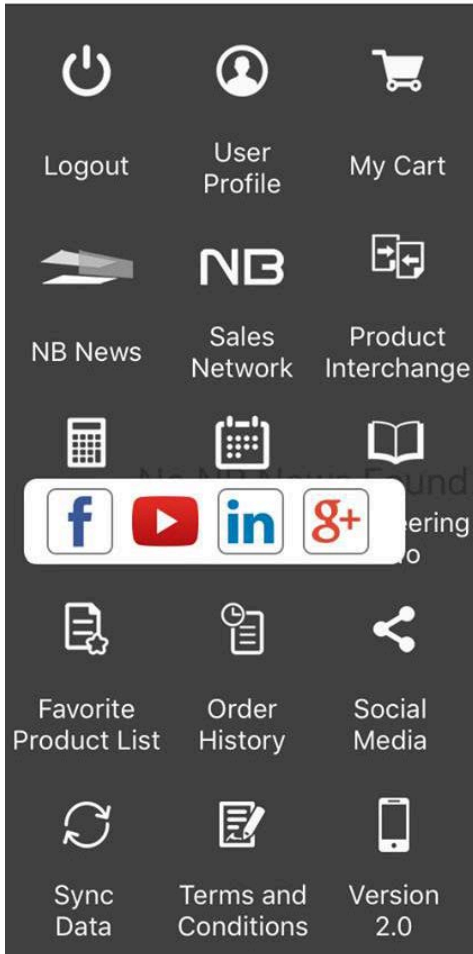 Logout
User
Profile
My Cart
NB
NB News
Sales
Network
Product
Interchange
No NB News Found
f
in
g+
ering
o
Favorite
Product List
Order
History
Social
Media
Sync
Data
Terms and
Conditions
Version
2.0